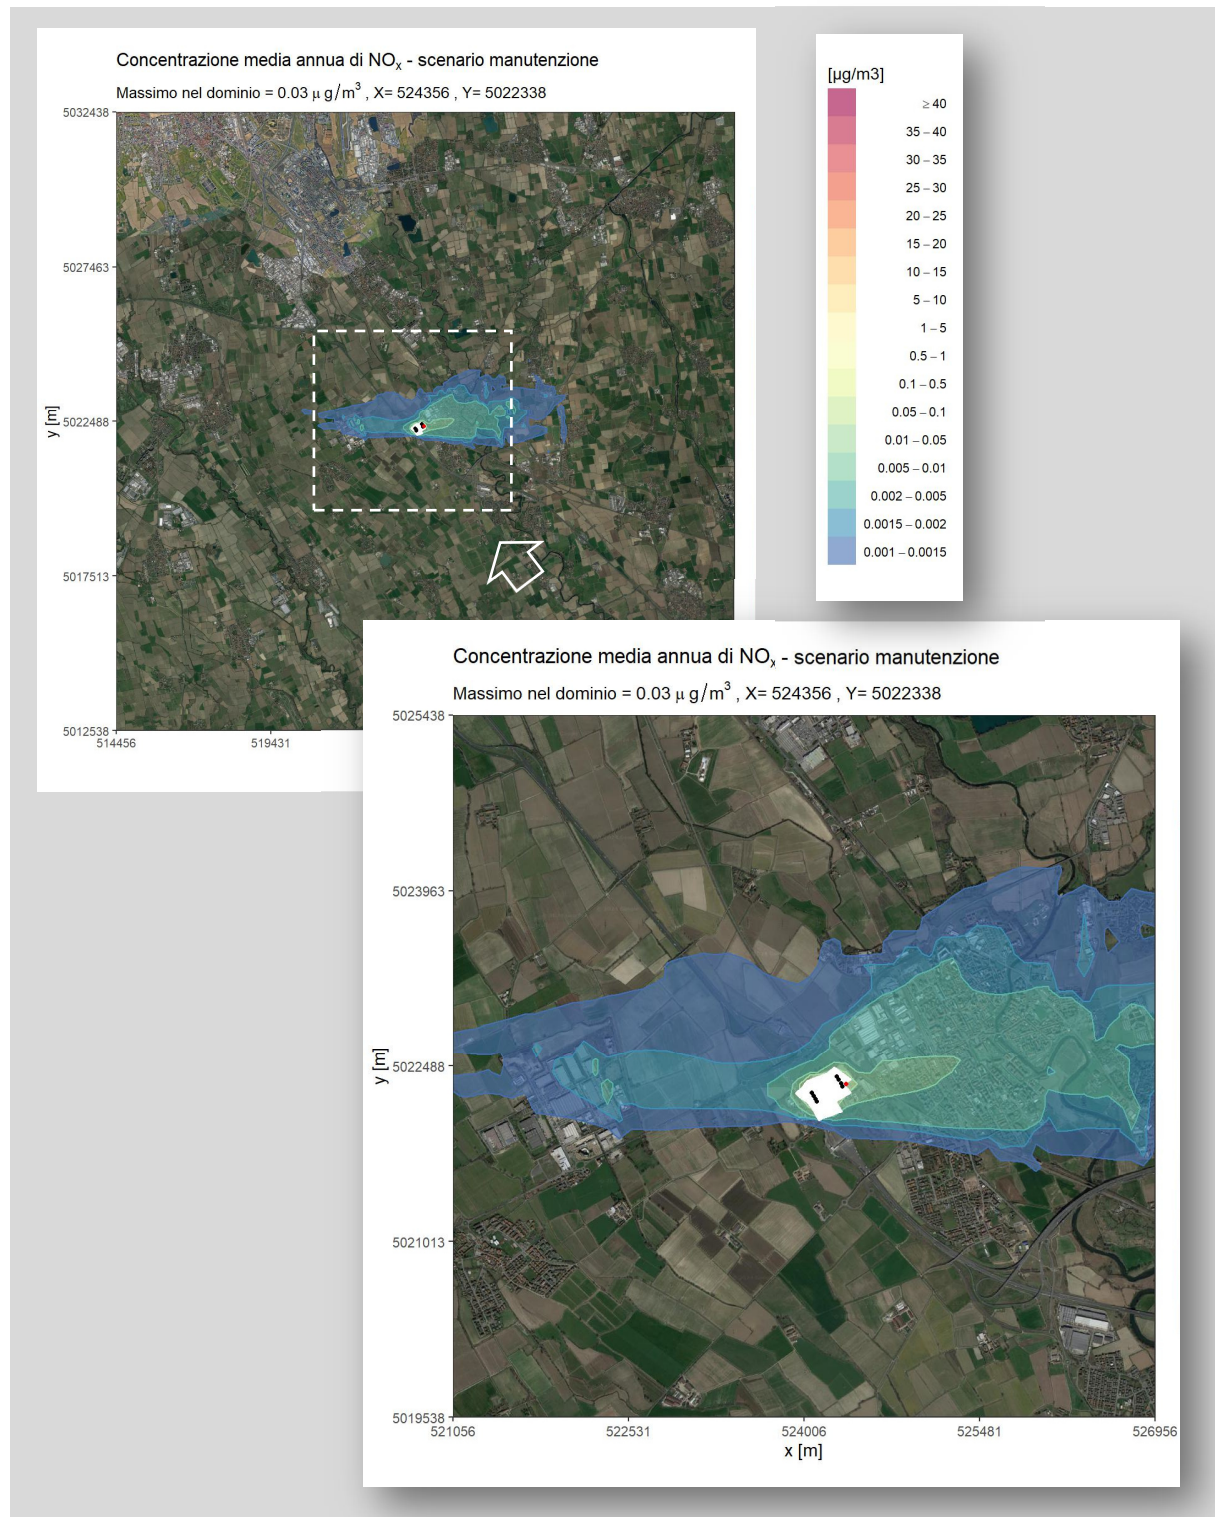 Concentrazione media annua di NOx - scenario manutenzione
Massimo nel dominio = 0.03 μ g/m3 , X= 524356 , Y= 5022338
5032438
5027463
5022488
5017513
5012538
y [m]
514456
519431
[μg/m3]
≥ 40
35 – 40
30 – 35
25 – 30
20 – 25
15 – 20
10 – 15
5 – 10
1 – 5
0.5 – 1
0.1 – 0.5
0.05 – 0.1
0.01 – 0.05
0.005 – 0.01
0.002 – 0.005
0.0015 – 0.002
0.001 – 0.0015
Concentrazione media annua di NOx - scenario manutenzione
Massimo nel dominio = 0.03 μ g/m3 , X= 524356 , Y= 5022338
5025438
5023963
5022488
5021013
5019538
y [m]
521056
522531
524006
525481
526956
x [m]